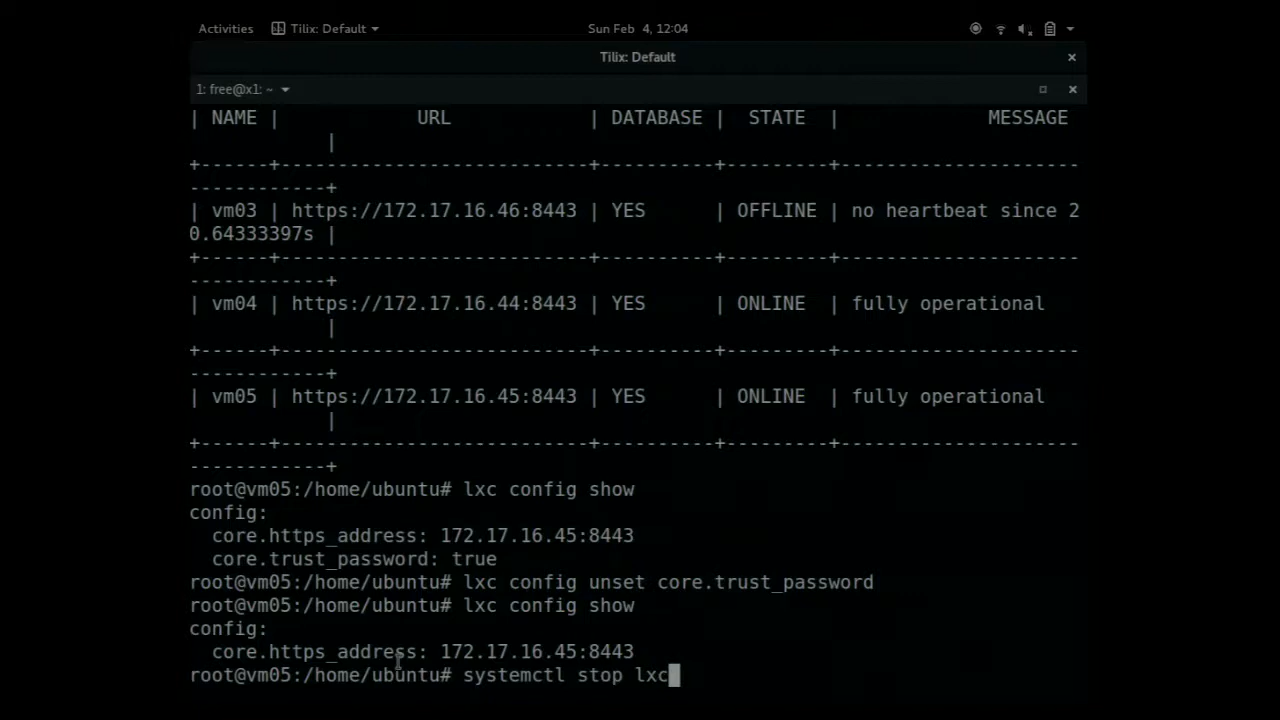 Activities Tilix: Default Sun Feb 4, 12:04
Tilix: Default
1: free@x1: ~
| NAME | URL | DATABASE | STATE | MESSAGE
|
+------+---------------------------+----------+---------+---------------------
------------+
| vm03 | https://172.17.16.46:8443 | YES | OFFLINE | no heartbeat since 2
0.64333397s |
+------+---------------------------+----------+---------+---------------------
------------+
| vm04 | https://172.17.16.44:8443 | YES | ONLINE | fully operational
|
+------+---------------------------+----------+---------+---------------------
------------+
| vm05 | https://172.17.16.45:8443 | YES | ONLINE | fully operational
|
+------+---------------------------+----------+---------+---------------------
------------+
root@vm05:/home/ubuntu# lxc config show
config:
core.https_address: 172.17.16.45:8443
core.trust_password: true
root@vm05:/home/ubuntu# lxc config unset core.trust_password
root@vm05:/home/ubuntu# lxc config show
config:
core.https_address: 172.17.16.45:8443
root@vm05:/home/ubuntu# systemctl stop lxc